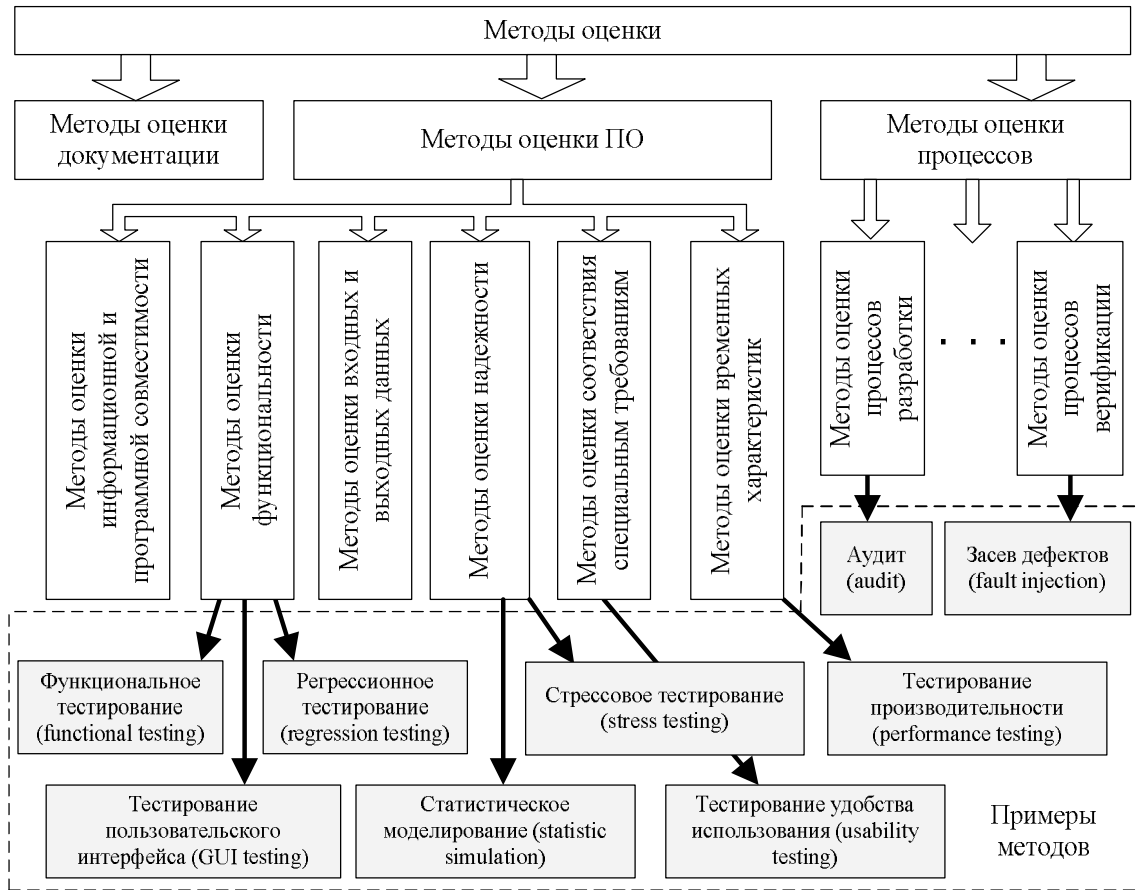 Методы оценки
Методы оценки
документации
Методы оценки ПО
Методы оценки
процессов
Методы оценки
информационной и
программной совместимости
Методы оценки
функциональности
Методы оценки входных и
выходных данных
Методы оценки надежности
Методы оценки соответствия
специальным требованиям
Методы оценки временных
характеристик
Методы оценки
процессов
разработки
. . .
Методы оценки
процессов
верификации
Аудит
(audit)
Засев дефектов
(fault injection)
Функциональное
тестирование
(functional testing)
Регрессионное
тестирование
(regression testing)
Стрессовое тестирование
(stress testing)
Тестирование
производительности
(performance testing)
Тестирование
пользовательского
интерфейса (GUI testing)
Статистическое
моделирование (statistic
simulation)
Тестирование удобства
использования (usability
testing)
Примеры
методов